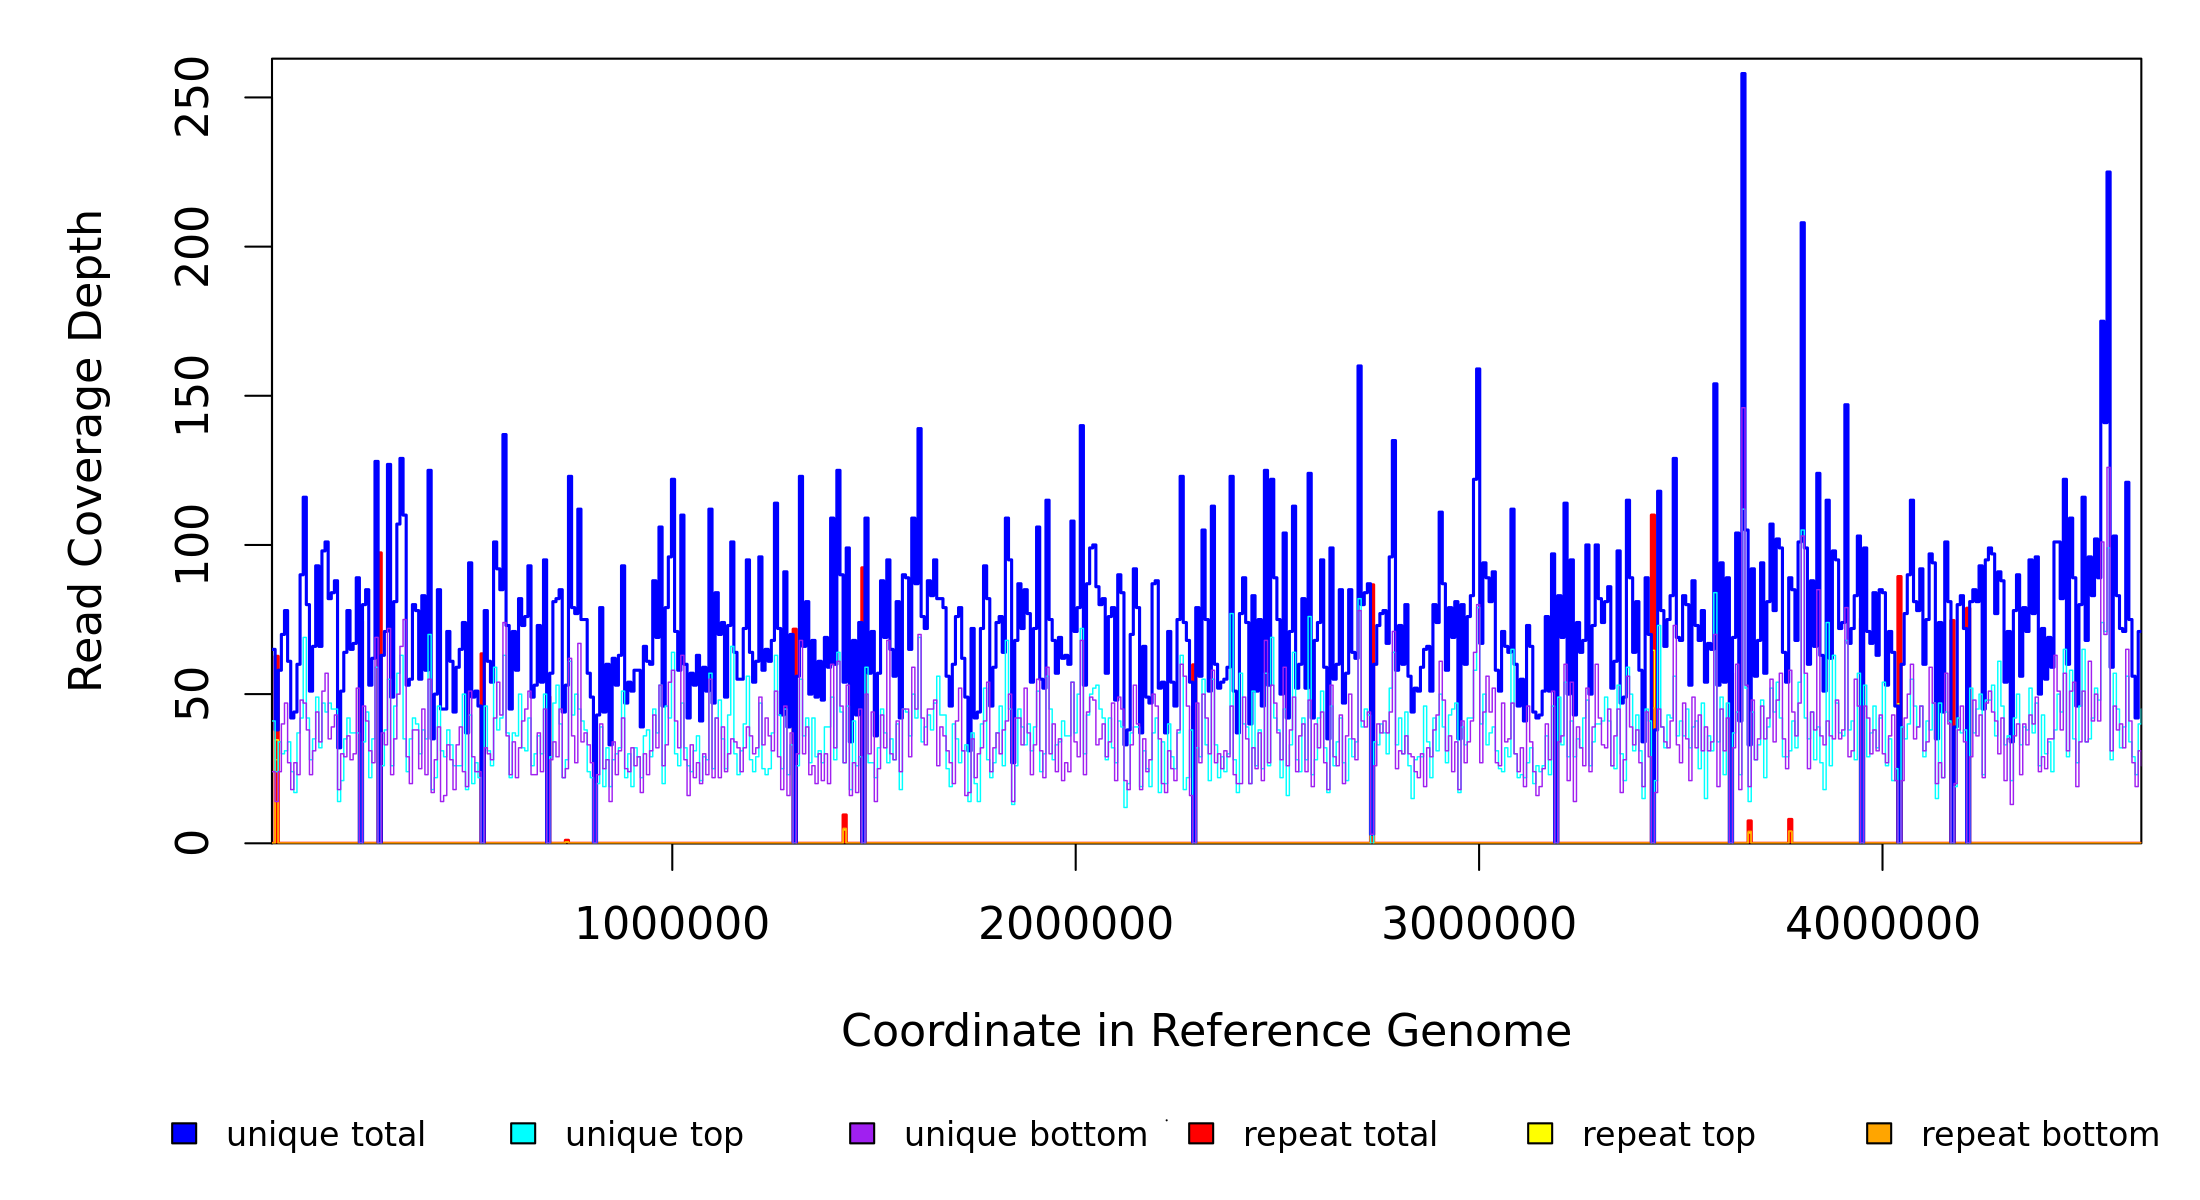 Read Coverage Depth
250
200
150
100
50
0
1000000 2000000 3000000 4000000
Coordinate in Reference Genome
unique total unique top unique bottom repeat total repeat top repeat bottom